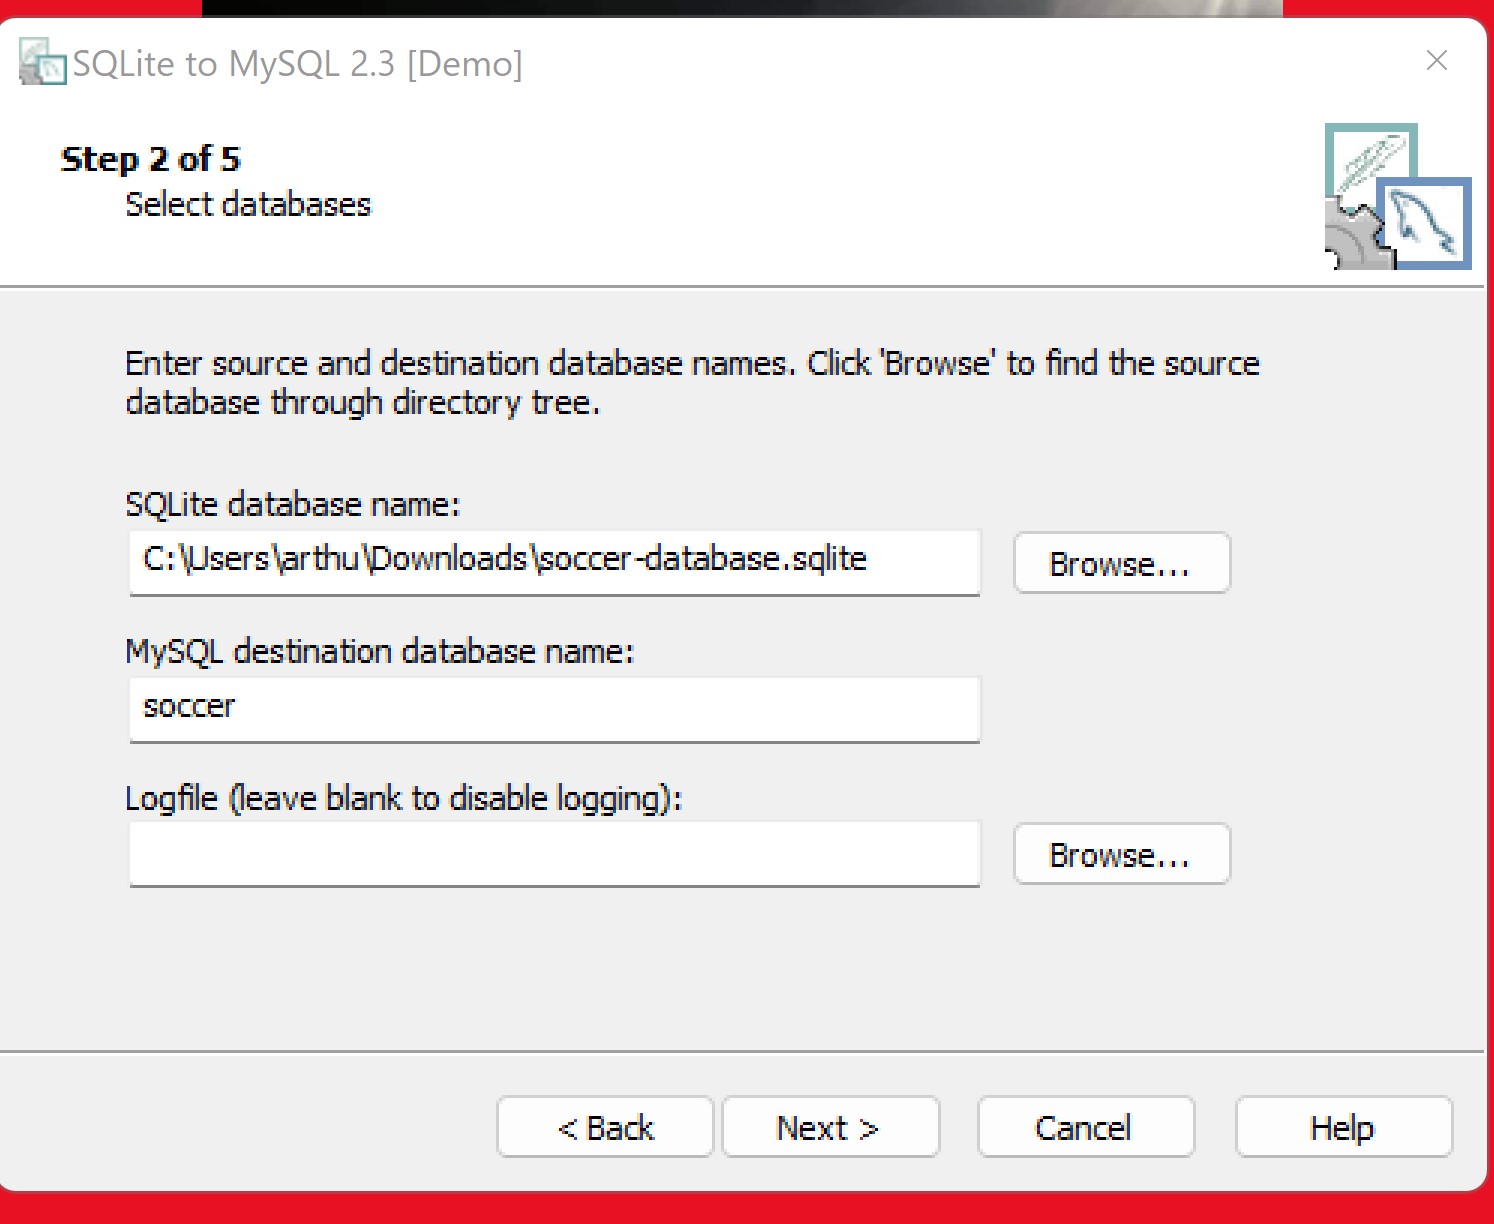 SQLite to MySQL 2.3 [Demo]
Step 2 of 5
Select databases
Enter source and destination database names. Click 'Browse' to find the source
database through directory tree.
SQLite database name:
C:\Users\arthu\Downloads\soccer-database.sqlite
Browse...
MySQL destination database name:
soccer
Logfile (leave blank to disable logging):
Browse...
< Back
Next >
Cancel
Help